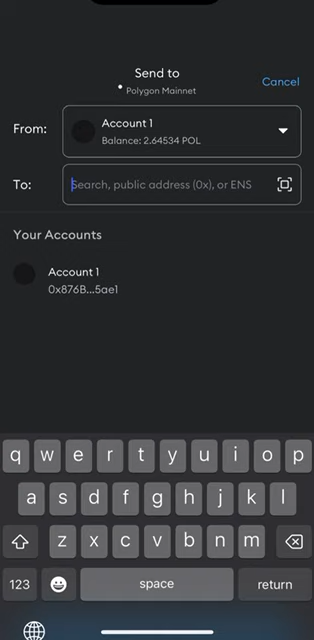 Send to
Polygon Mainnet
Cancel
From:
Account 1
Balance: 2.64534 POL
To:
Search, public address (0x), or ENS
Your Accounts
Account 1
0x876B...5ae1
q w e r t y u i o p
a s d f g h j k l
z x c v b n m
123
space
return